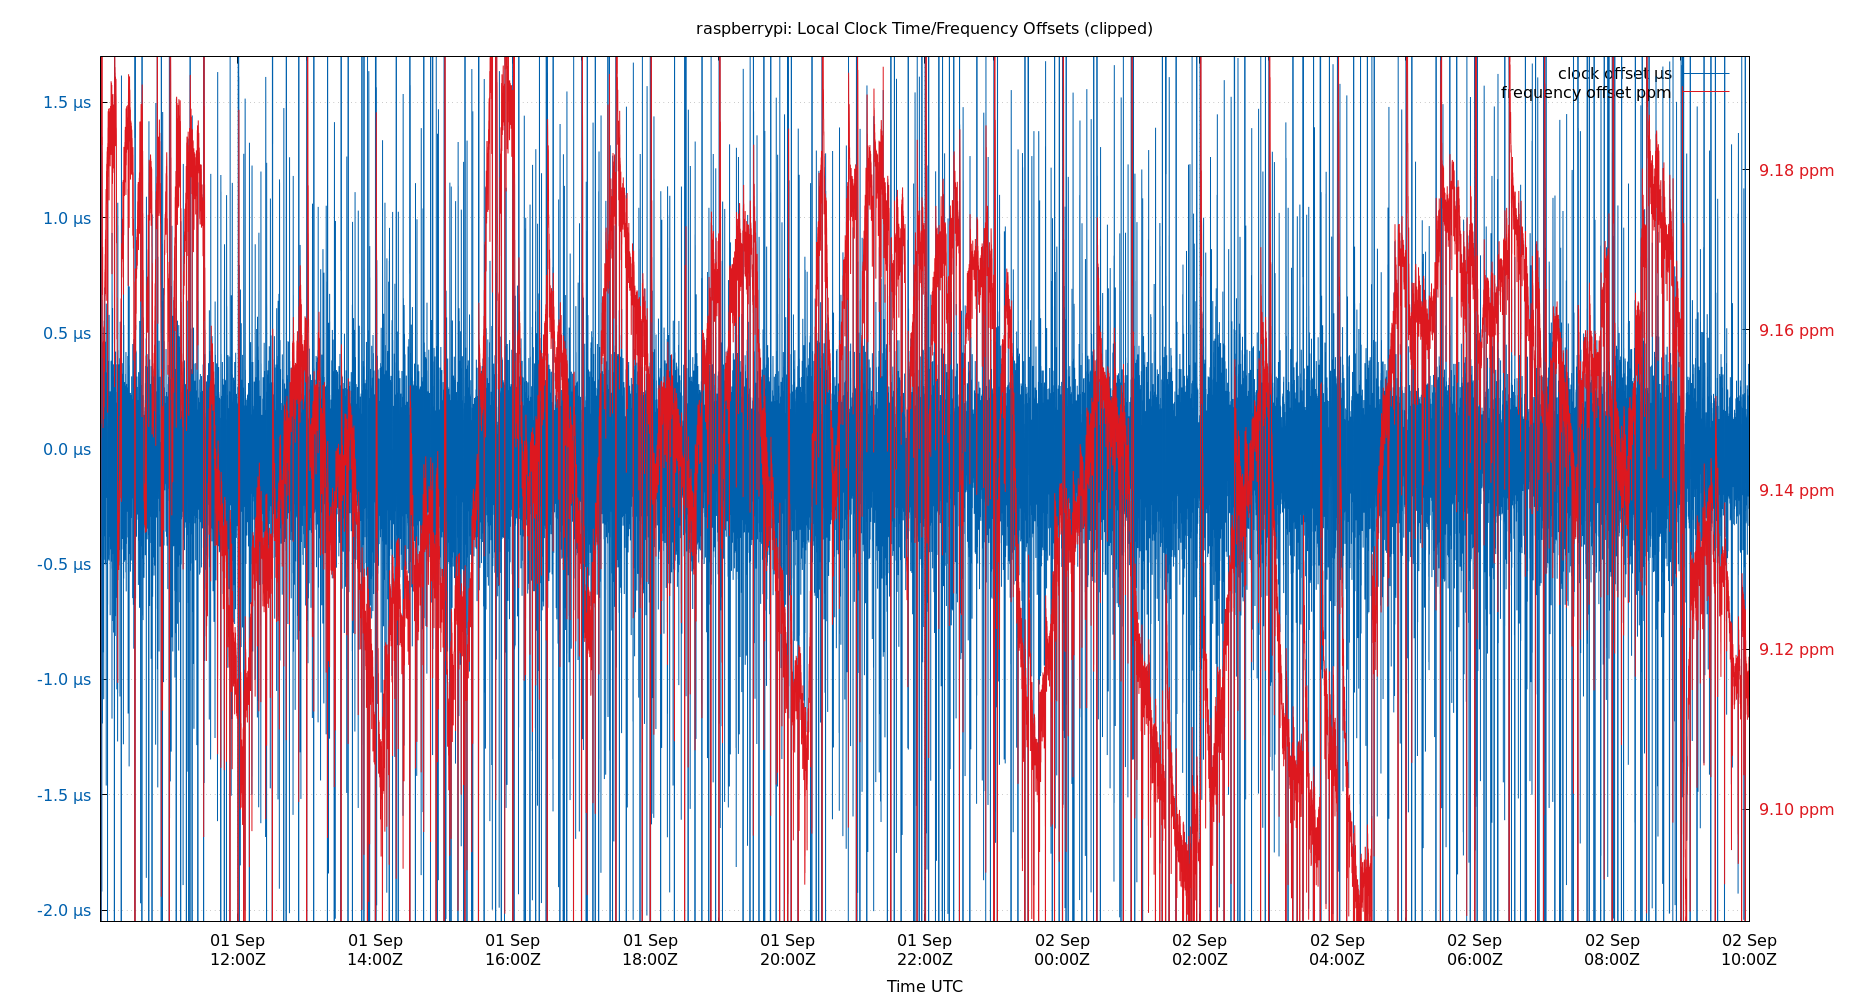 raspberrypi: Local Clock Time/Frequency Offsets (clipped)
clock offset µs
frequency offset ppm
1.5 µs
1.0 µs
0.5 µs
0.0 µs
-0.5 µs
-1.0 µs
-1.5 µs
-2.0 µs
9.18 ppm
9.16 ppm
9.14 ppm
9.12 ppm
9.10 ppm
01 Sep 01 Sep 01 Sep 01 Sep 01 Sep 01 Sep 02 Sep 02 Sep 02 Sep 02 Sep 02 Sep 02 Sep
12:00Z 14:00Z 16:00Z 18:00Z 20:00Z 22:00Z 00:00Z 02:00Z 04:00Z 06:00Z 08:00Z 10:00Z
Time UTC